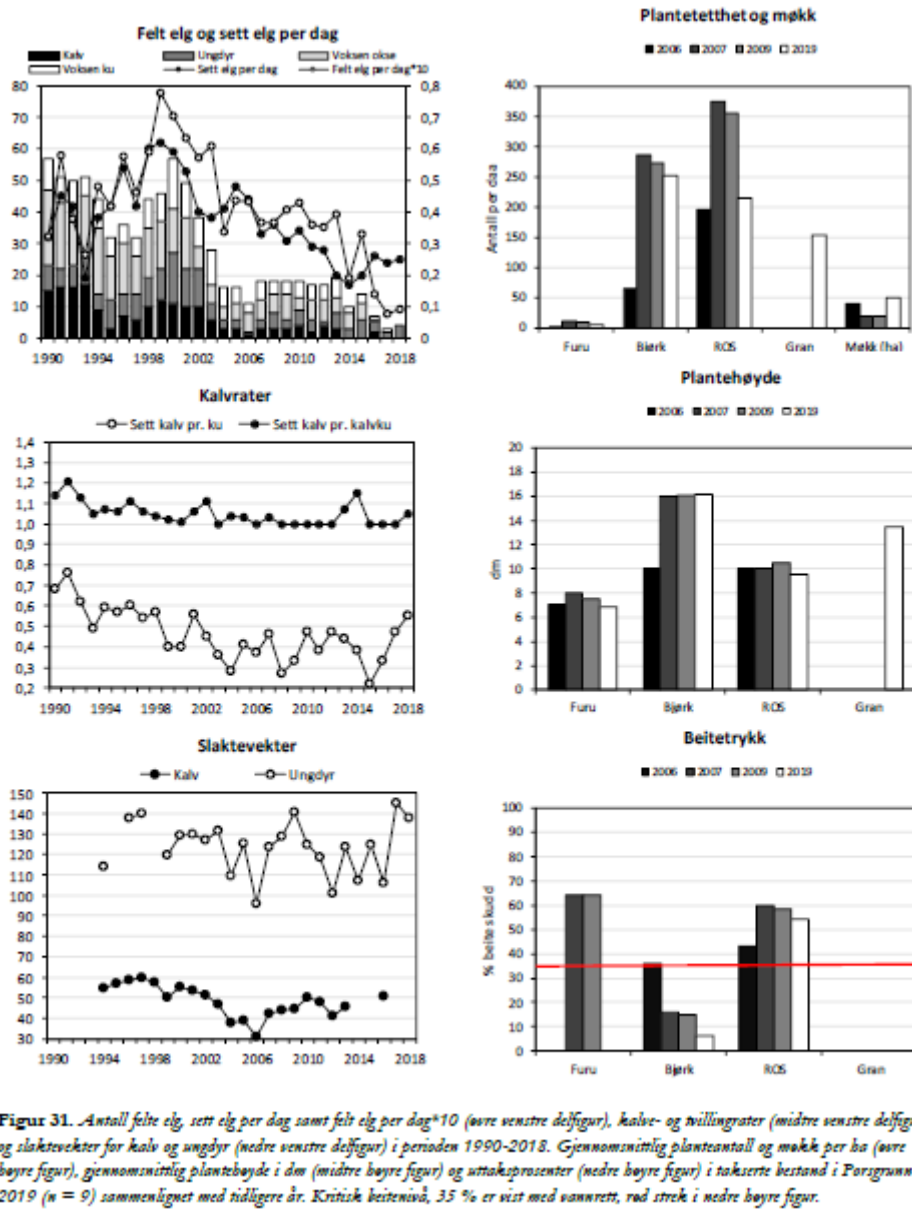 Felt elg og sett elg per dag
Kalv Ungdyr Voksen okse
Voksen ku Sett elg per dag Felt elg per dag*10
80 0,8
70 0,7
60 0,6
50 0,5
40 0,4
30 0,3
20 0,2
10 0,1
0 0,0
1990 1994 1998 2002 2006 2010 2014 2018
Kalvrater
Sett kalv pr. ku Sett kalv pr. kalvku
1,4
1,3
1,2
1,1
1,0
0,9
0,8
0,7
0,6
0,5
0,4
0,3
0,2
1990 1994 1998 2002 2006 2010 2014 2018
Slaktevekter
Kalv Ungdyr
150
140
130
120
110
100
90
80
70
60
50
40
30
1990 1994 1998 2002 2006 2010 2014 2018
Plantetetthet og møkk
2006 2007 2009 2019
Antall per daa
400
350
300
250
200
150
100
50
0
Furu Bjørk ROS Gran Møkk (ha)
Plantehøyde
2006 2007 2009 2019
dm
20
18
16
14
12
10
8
6
4
2
0
Furu Bjørk ROS Gran
Beitetrykk
2006 2007 2009 2019
% beite skudd
100
90
80
70
60
50
40
30
20
10
0
Furu Bjørk ROS Gran
Figur 31. Antall felte elg, sett elg per dag samt felt elg per dag*10 (øvre venstre delfigur), kalve- og tvillingrater (midtre venstre delfigu
og slaktevekter for kalv og ungdyr (nedre venstre delfigur) i perioden 1990-2018. Gjennomsnittlig planteantall og møkk per ha (øvre
høyre figur), gjennomsnittlig plantehøyde i dm (midtre høyre figur) og uttaksprosenter (nedre høyre figur) i takserte bestand i Porsgrunn
2019 (n = 9) sammenlignet med tidligere år. Kritisk beitenivå, 35 % er vist med vannrett, rød strek i nedre høyre figur.